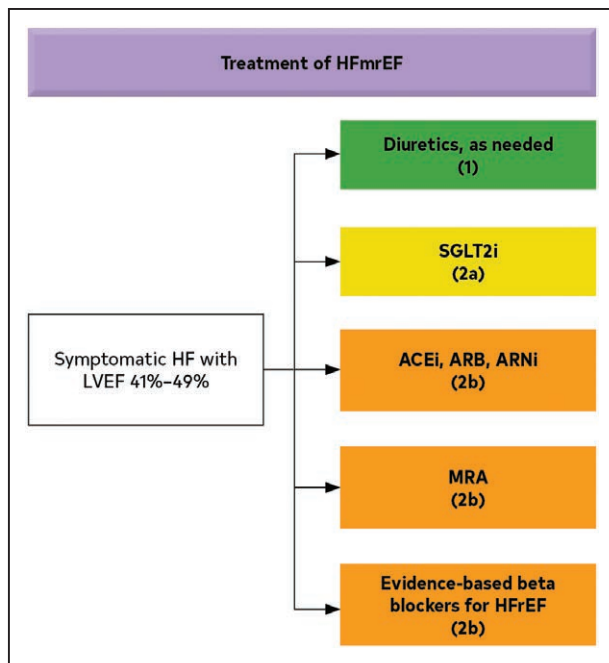 Treatment of HFmrEF
Diuretics, as needed
(1)
SGLT2i
(2a)
Symptomatic HF with
LVEF 41%–49%
ACEi, ARB, ARNi
(2b)
MRA
(2b)
Evidence-based beta
blockers for HFrEF
(2b)